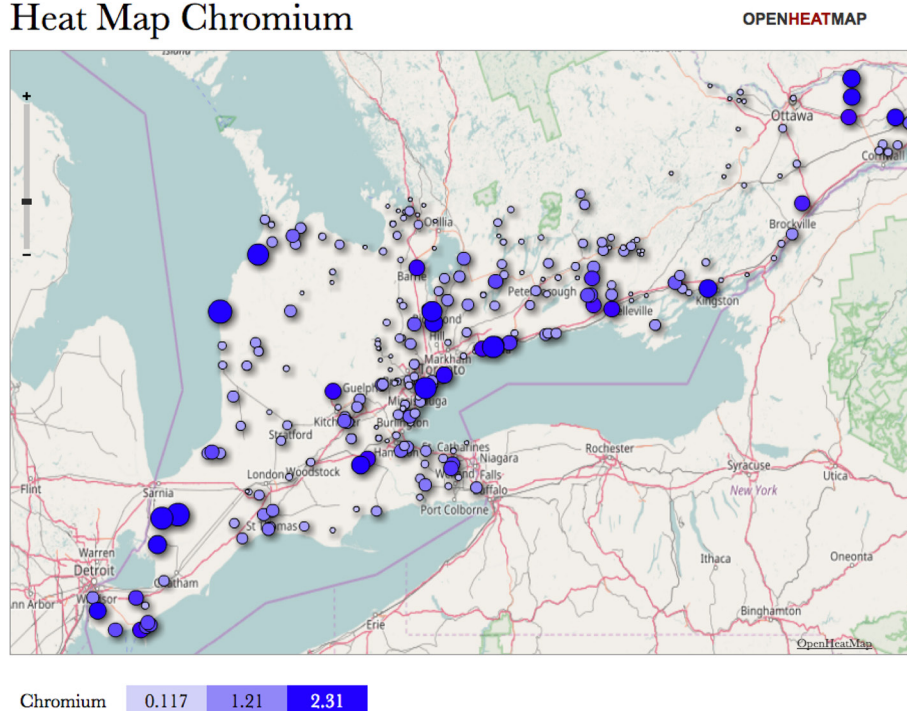 Heat Map Chromium
OPENHEATMAP
Island
+
Ottawa
Cornwall
Orillia
Brockville
−
Barrie
Peterborough
Kingston
Belleville
Richmond
Hill
Markham
Toronto
Guelph
Mississauga
Kitchener
Burlington
Stratford
Hamilton
St. Catharines
Rochester
Niagara
Falls
Welland
Syracuse
Utica
London
Woodstock
Flint
Sarnia
Buffalo
New York
Port Colborne
St Thomas
Warren
Detroit
Chatham
Ithaca
Oneonta
Ann Arbor
Windsor
Erie
Binghamton
OpenHeatMap
Chromium 0.117 1.21 2.31